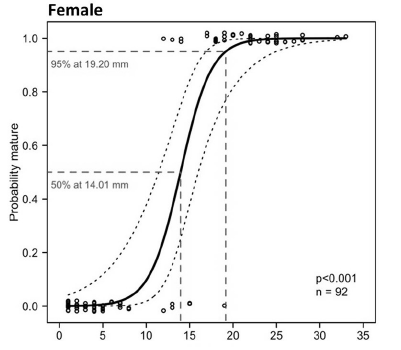 Female
1.0
95% at 19.20 mm
0.8
0.6
50% at 14.01 mm
0.4
0.2
0.0
Probability mature
p<0.001
n = 92
0 5 10 15 20 25 30 35